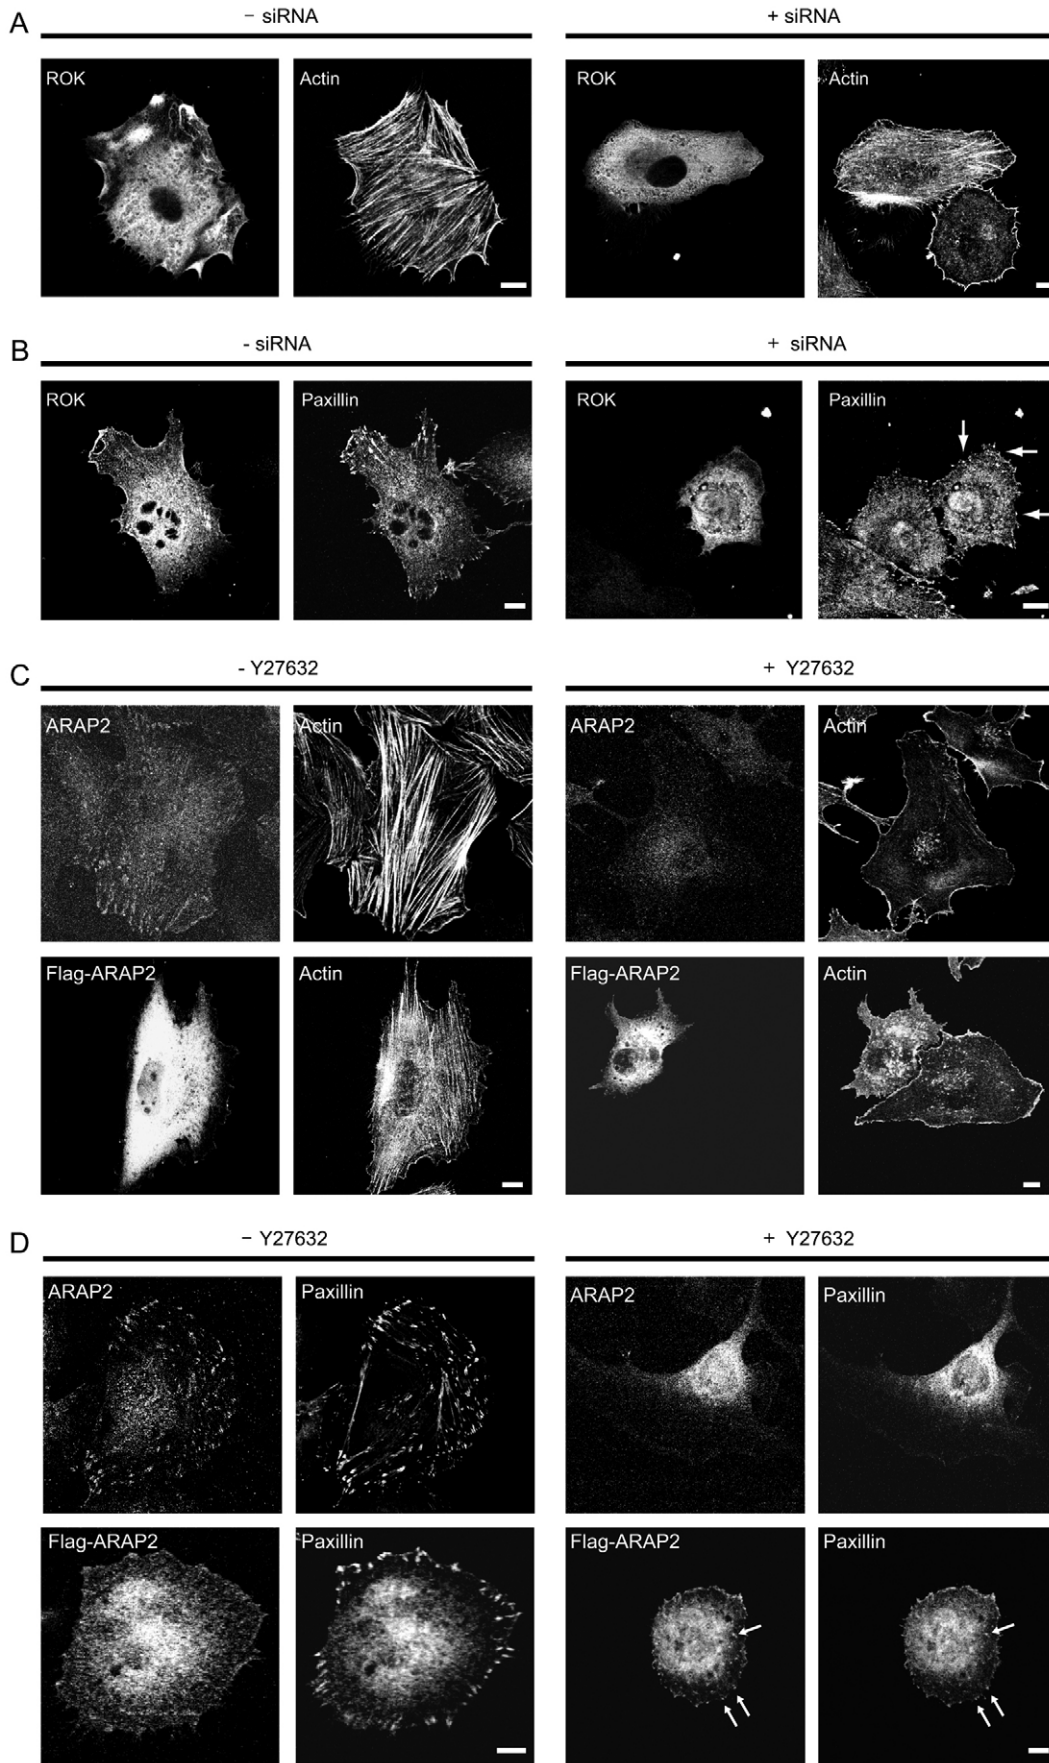 A
− siRNA
+ siRNA
ROK
Actin
ROK
Actin
B
- siRNA
+ siRNA
ROK
Paxillin
ROK
Paxillin
C
- Y27632
+ Y27632
ARAP2
Actin
ARAP2
Actin
Flag-ARAP2
Actin
Flag-ARAP2
Actin
D
− Y27632
+ Y27632
ARAP2
Paxillin
ARAP2
Paxillin
Flag-ARAP2
Paxillin
Flag-ARAP2
Paxillin